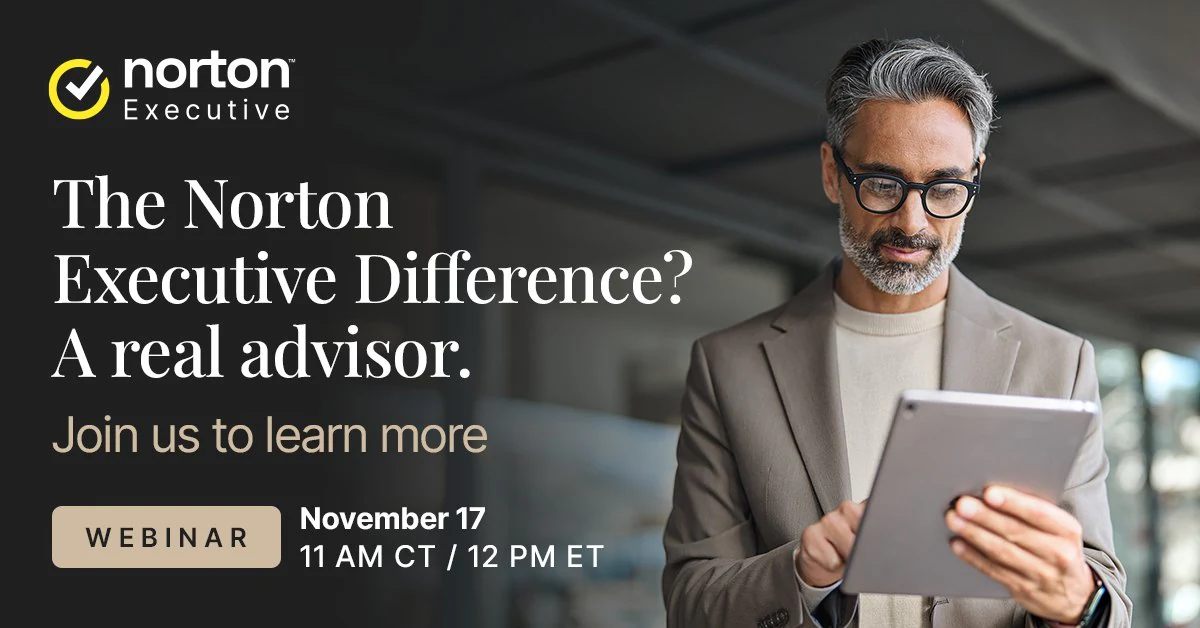 norton™
Executive
The Norton
Executive Difference?
A real advisor.
Join us to learn more
WEBINAR
November 17
11 AM CT / 12 PM ET